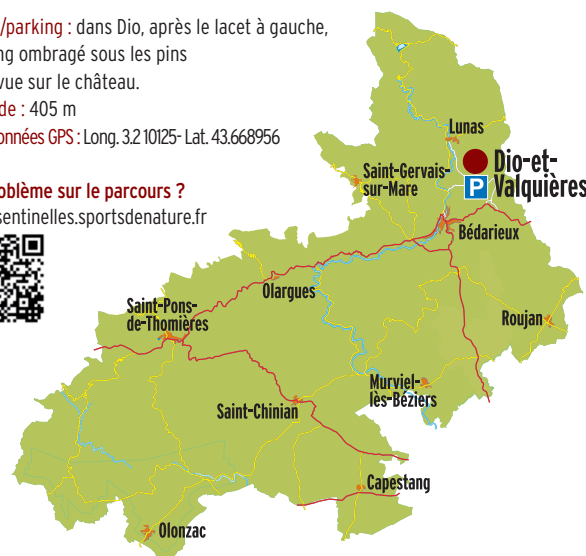 /parking : dans Dio, après le lacet à gauche,
ng ombragé sous les pins
vue sur le château.
de : 405 m
onnées GPS : Long. 3.210125- Lat. 43.668956
oblème sur le parcours ?
sentinelles.sportsdenature.fr
Lunas
Dio-et-
Valquières
P
Saint-Gervais-
sur-Mare
Bédarieux
Olargues
Saint-Pons-
de-Thomières
Roujan
Murviel-
lès-Béziers
Saint-Chinian
Capestang
Olonzac